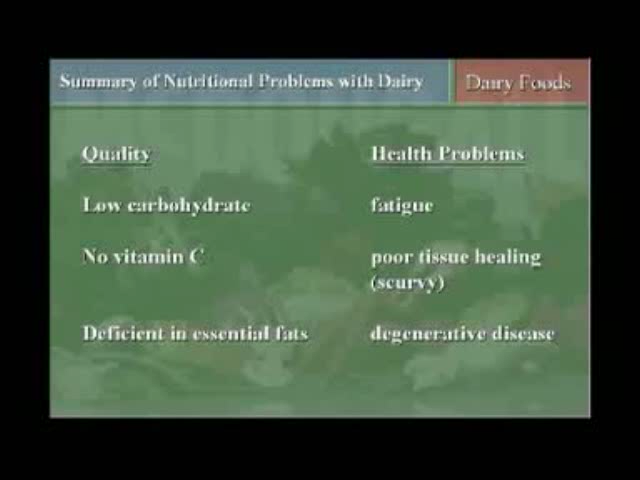 Summary of Nutritional Problems with Dairy
Dairy Foods
Quality
Health Problems
Low carbohydrate
fatigue
No vitamin C
poor tissue healing
(scurvy)
Deficient in essential fats
degenerative disease